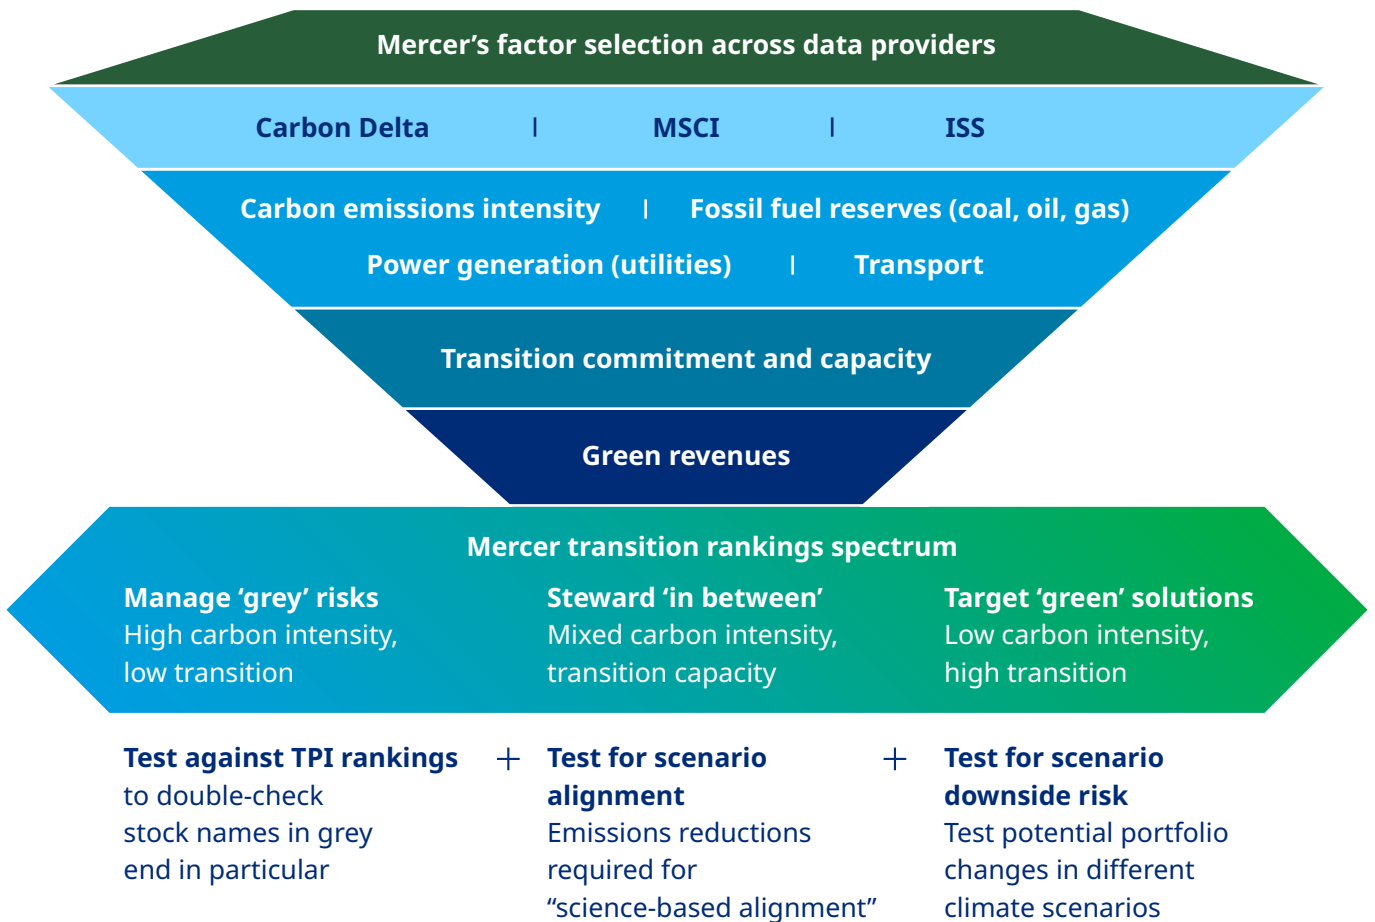 Mercer’s factor selection across data providers
Carbon Delta | MSCI | ISS
Carbon emissions intensity | Fossil fuel reserves (coal, oil, gas)
Power generation (utilities) | Transport
Transition commitment and capacity
Green revenues
Mercer transition rankings spectrum
Manage ‘grey’ risks
High carbon intensity,
low transition
Steward ‘in between’
Mixed carbon intensity,
transition capacity
Target ‘green’ solutions
Low carbon intensity,
high transition
Test against TPI rankings
to double-check
stock names in grey
end in particular
+
Test for scenario
alignment
Emissions reductions
required for
“science-based alignment”
+
Test for scenario
downside risk
Test potential portfolio
changes in different
climate scenarios